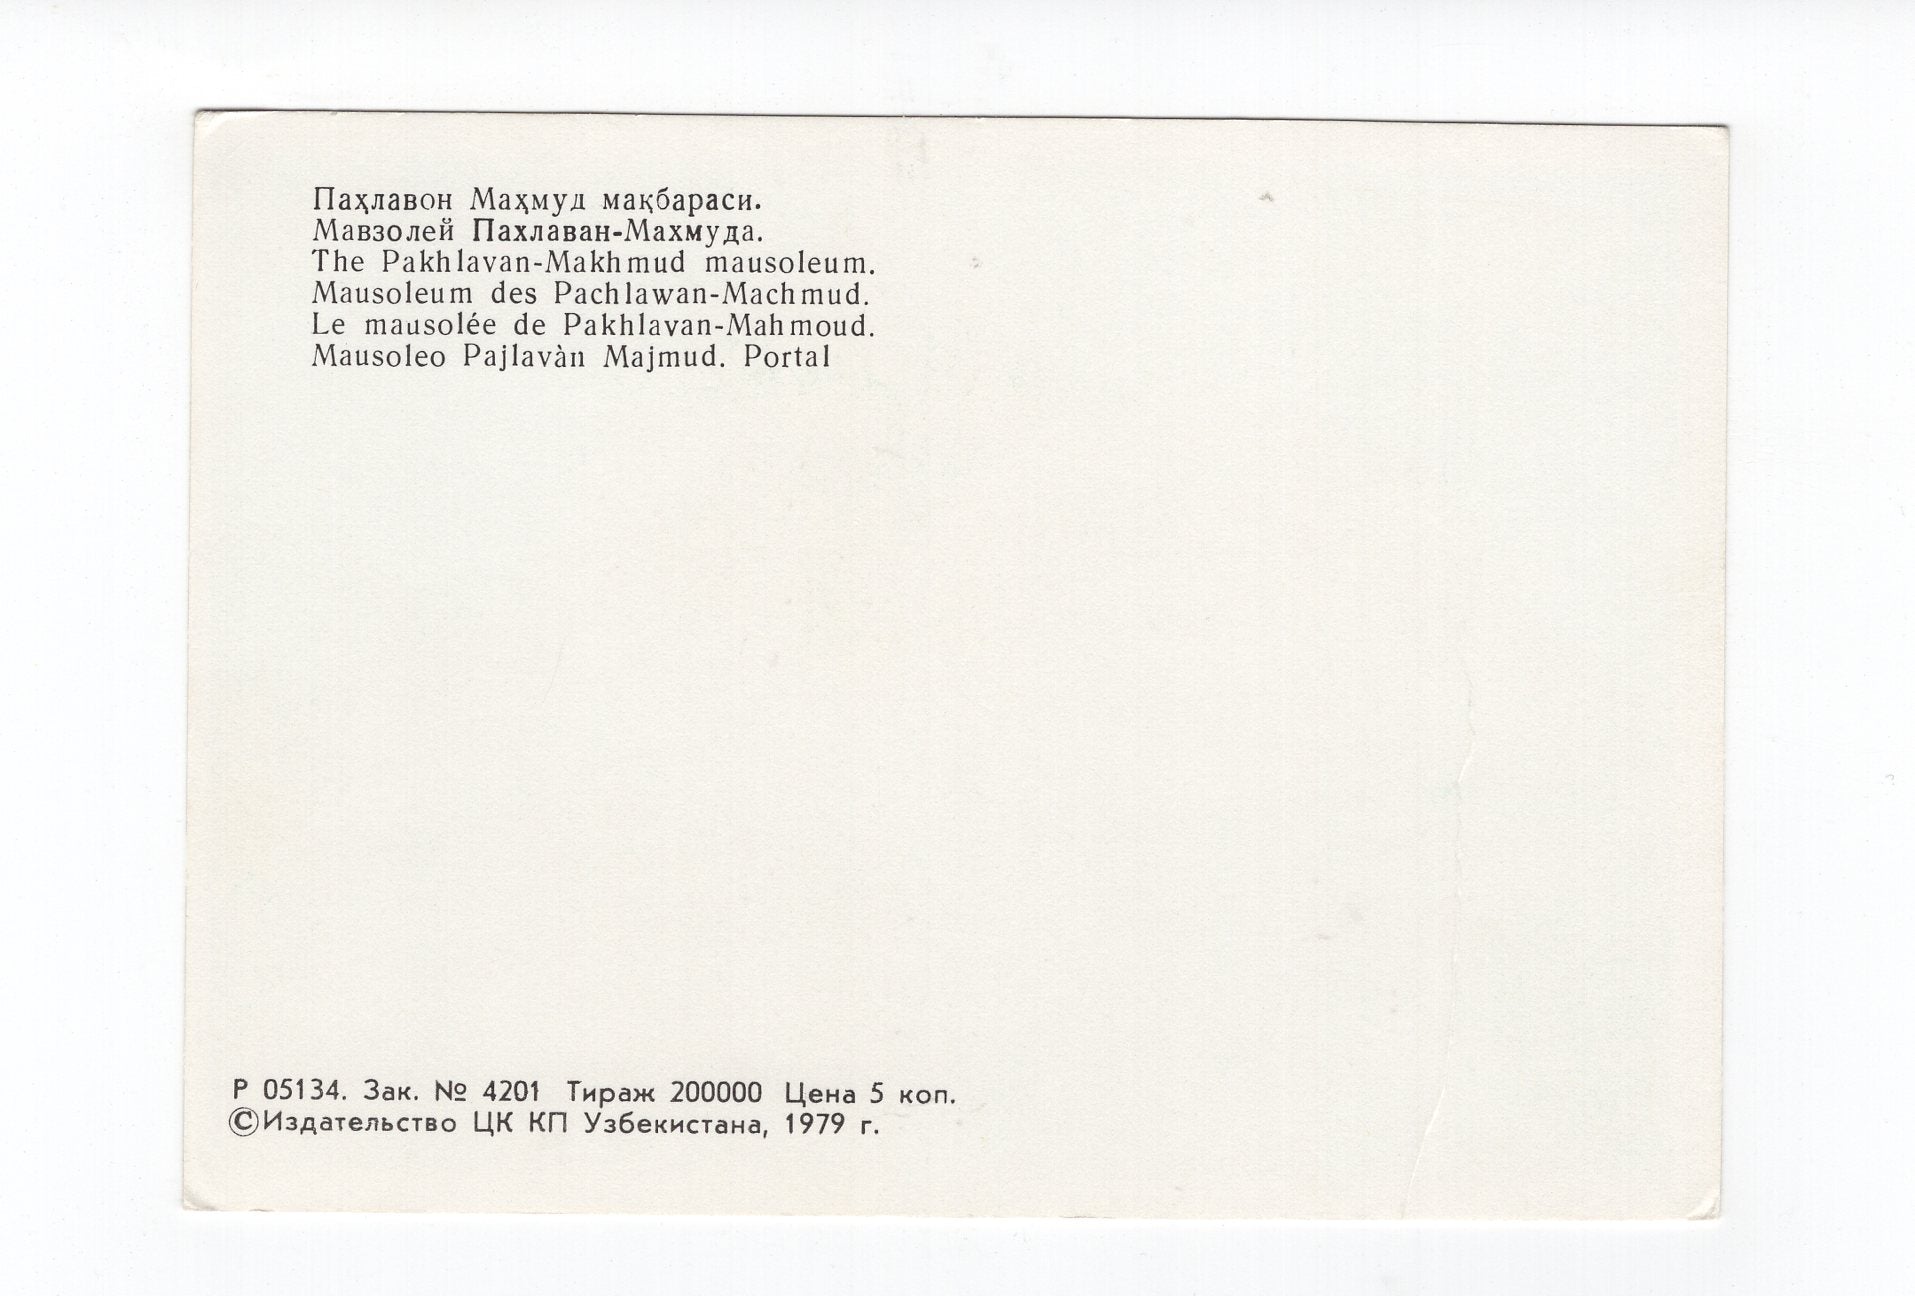 Паҳлавон Маҳмуд мақбараси.
Мавзолей Пахлаван-Махмуда.
The Pakhlavan-Makhmud mausoleum.
Mausoleum des Pachlawan-Machmud.
Le mausolée de Pakhlavan-Mahmoud.
Mausoleo Pajlavàn Majmud. Portal
Р 05134. Зак. № 4201 Тираж 200000 Цена 5 коп.
©Издательство ЦК КП Узбекистана, 1979 г.